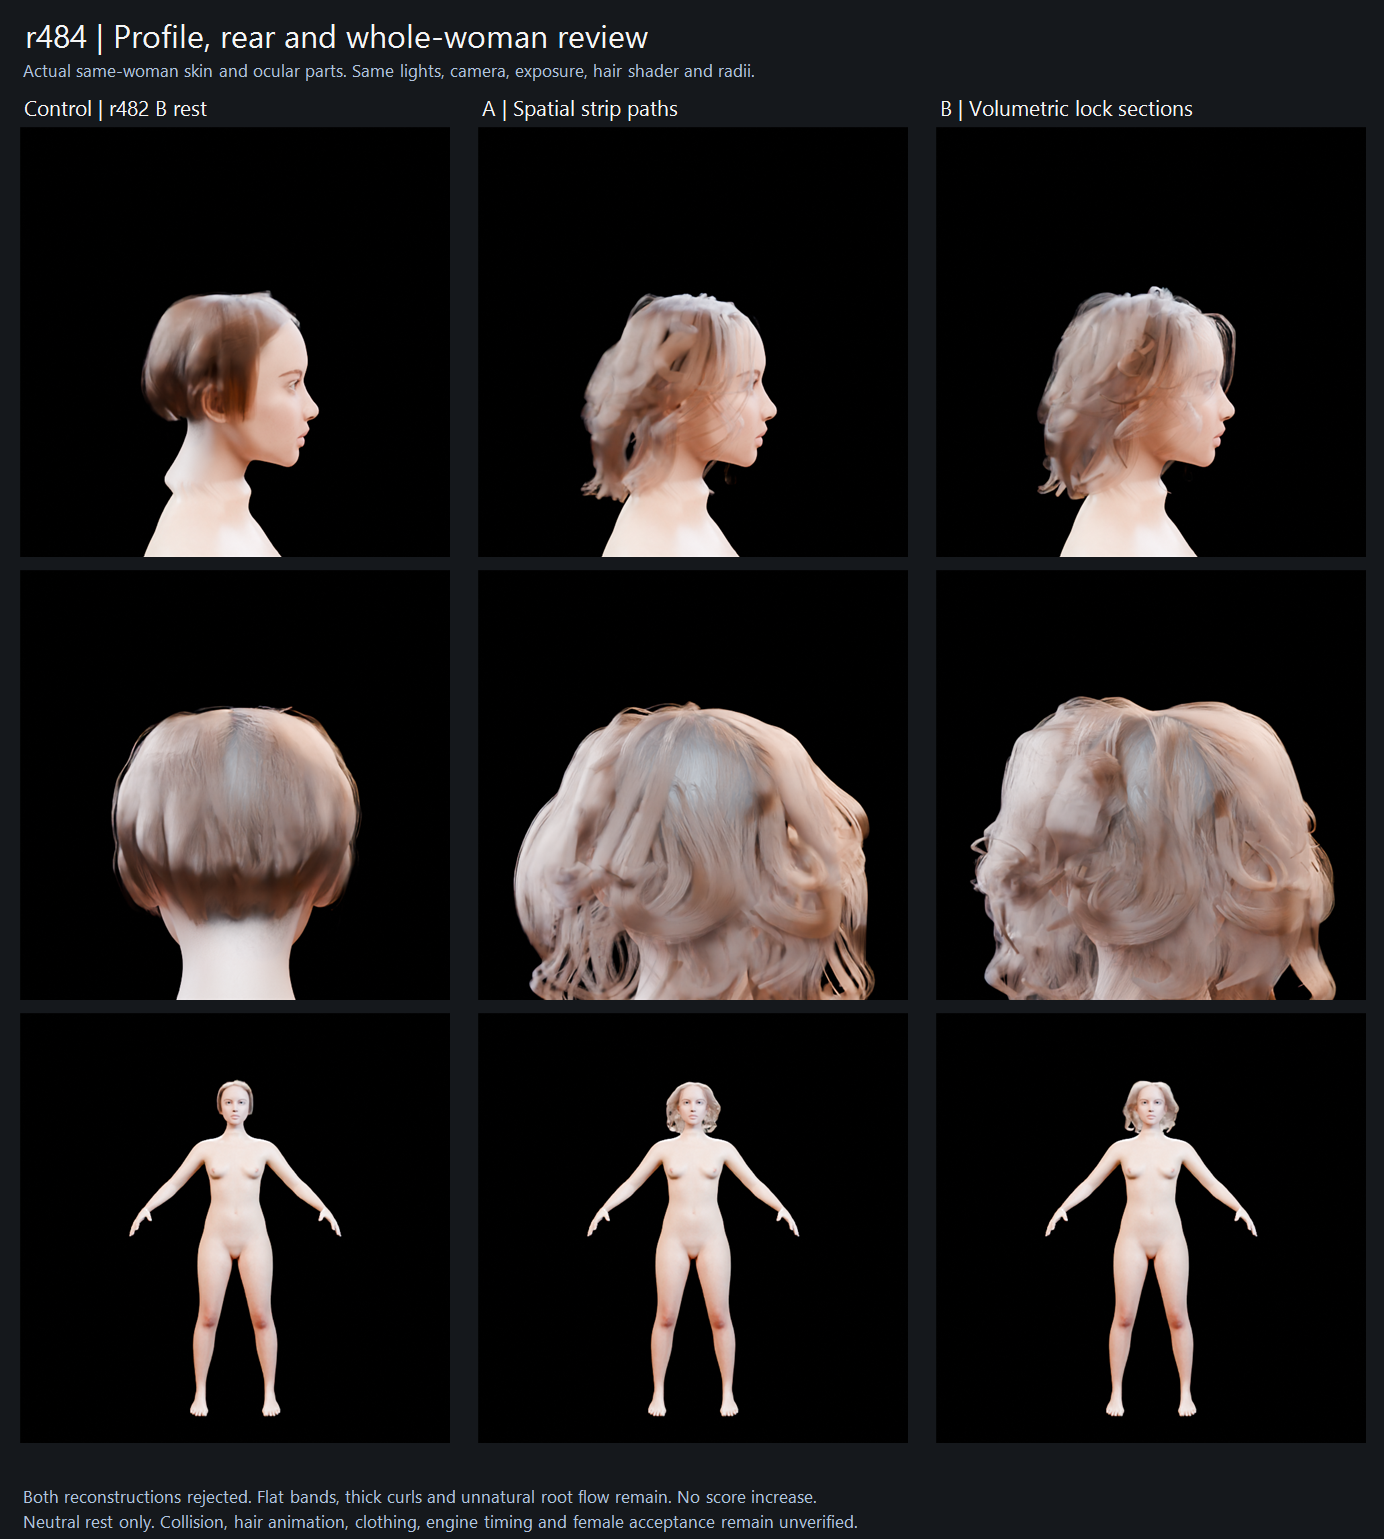 r484 | Profile, rear and whole-woman review
Actual same-woman skin and ocular parts. Same lights, camera, exposure, hair shader and radii.
Control | r482 B rest
A | Spatial strip paths
B | Volumetric lock sections
Both reconstructions rejected. Flat bands, thick curls and unnatural root flow remain. No score increase.
Neutral rest only. Collision, hair animation, clothing, engine timing and female acceptance remain unverified.